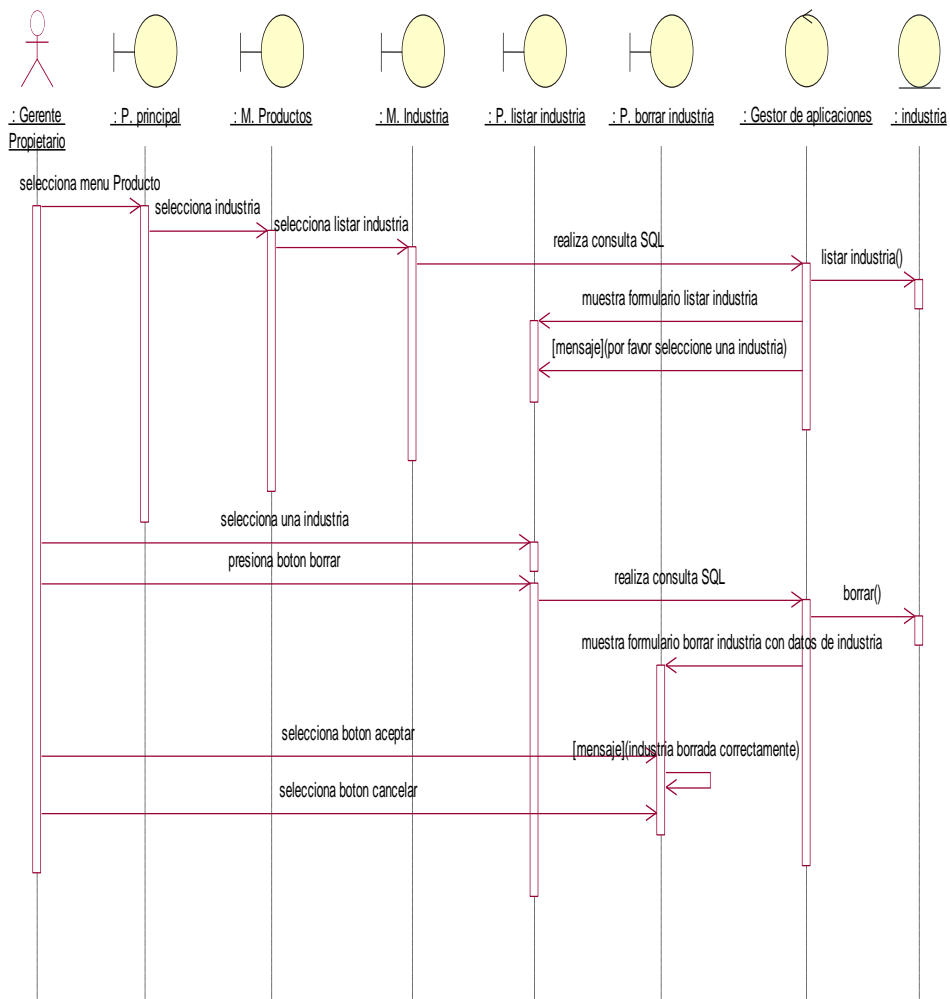 : Gerente
Propietario
: P. principal
: M. Productos
: M. Industria
: P. listar industria
: P. borrar industria
: Gestor de aplicaciones
: industria
selecciona menu Producto
selecciona industria
selecciona listar industria
realiza consulta SQL
listar industria()
muestra formulario listar industria
[mensaje](por favor seleccione una industria)
selecciona una industria
presiona boton borrar
realiza consulta SQL
borrar()
muestra formulario borrar industria con datos de industria
selecciona boton aceptar
[mensaje](industria borrada correctamente)
selecciona boton cancelar